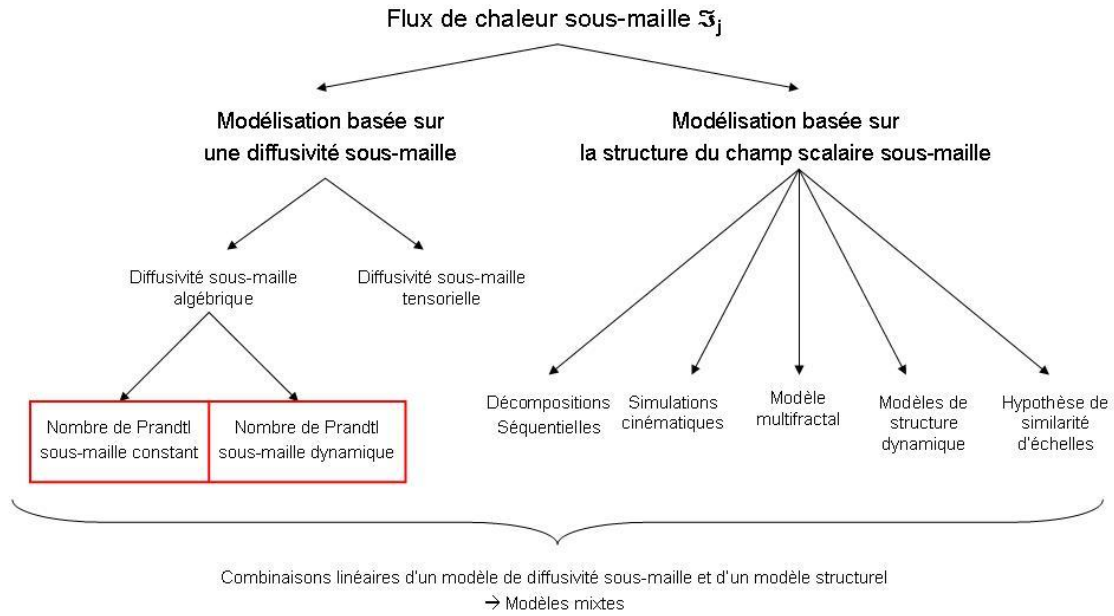 Flux de chaleur sous-maille ℑj
Modélisation basée sur
une diffusivité sous-maille
Modélisation basée sur
la structure du champ scalaire sous-maille
Diffusivité sous-maille
algébrique
Diffusivité sous-maille
tensorielle
Nombre de Prandtl
sous-maille constant
Nombre de Prandtl
sous-maille dynamique
Décompositions
Séquentielles
Simulations
cinématiques
Modèle
multifractal
Modèles de
structure
dynamique
Hypothèse de
similarité
d'échelles
Combinaisons linéaires d'un modèle de diffusivité sous-maille et d'un modèle structurel
→ Modèles mixtes